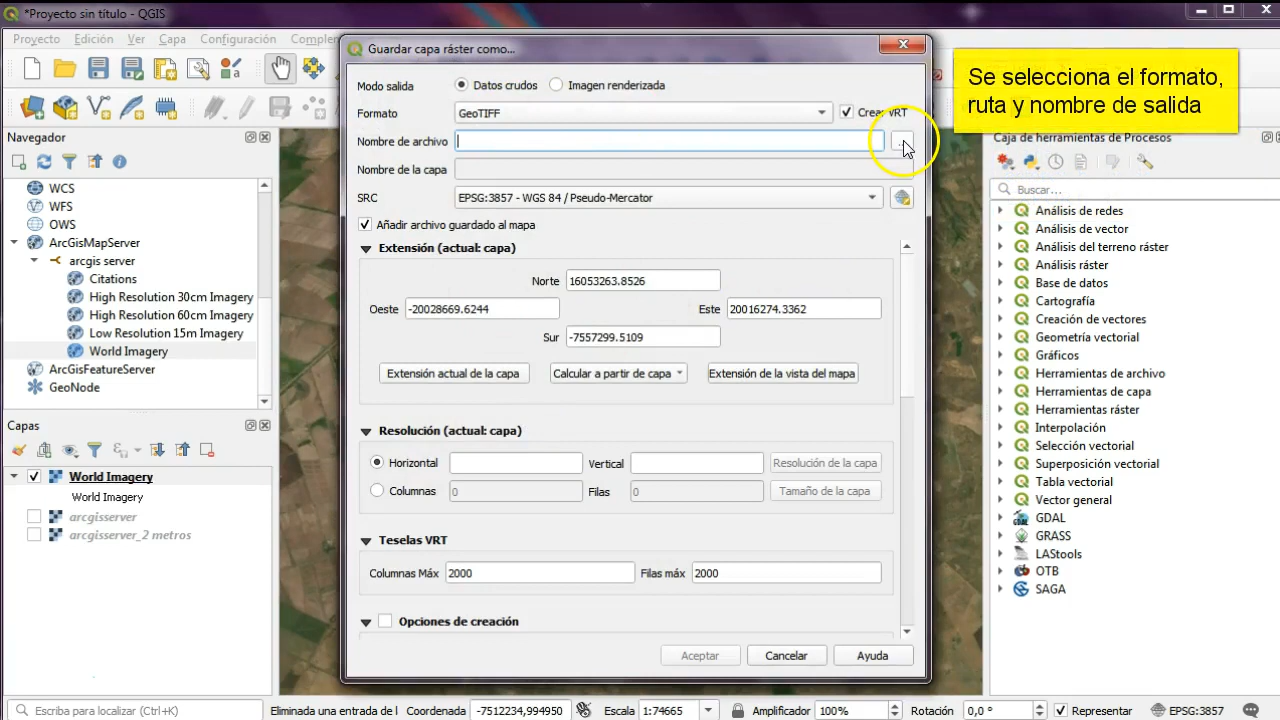 *Proyecto sin título - QGIS
Proyecto Edición Ver Capa Configuración
Guardar capa ráster como...
Se selecciona el formato,
ruta y nombre de salida
Modo salida Datos crudos Imagen renderizada
Formato GeoTIFF VRT
Nombre de archivo
Nombre de la capa
SRC EPSG:3857 - WGS 84 / Pseudo-Mercator
Añadir archivo guardado al mapa
Extensión (actual: capa)
Norte 16053263.8526
Oeste -20028669.6244 Este 20016274.3362
Sur -7557299.5109
Extensión actual de la capa Calcular a partir de capa Extensión de la vista del mapa
Resolución (actual: capa)
Horizontal Vertical Resolución de la capa
Columnas 0 Filas 0 Tamaño de la capa
Teselas VRT
Columnas Máx 2000 Filas máx 2000
Opciones de creación
Aceptar Cancelar Ayuda
Navegador
WCS
WFS
OWS
ArcGisMapServer
arcgis server
Citations
High Resolution 30cm Imagery
High Resolution 60cm Imagery
Low Resolution 15m Imagery
World Imagery
ArcGisFeatureServer
GeoNode
Capas
World Imagery
World Imagery
arcgisserver
arcgisserver_2 metros
Caja de herramientas de Procesos
Buscar...
Análisis de redes
Análisis de vector
Análisis del terreno ráster
Análisis ráster
Base de datos
Cartografía
Creación de vectores
Geometría vectorial
Gráficos
Herramientas de archivo
Herramientas de capa
Herramientas ráster
Interpolación
Selección vectorial
Superposición vectorial
Tabla vectorial
Vector general
GDAL
GRASS
LAStools
OTB
SAGA
Escriba para localizar (Ctrl+K) Eliminada una entrada de l Coordenada -7512234,994950 Escala 1:74665 Amplificador 100% Rotación 0,0 ° Representar EPSG:3857